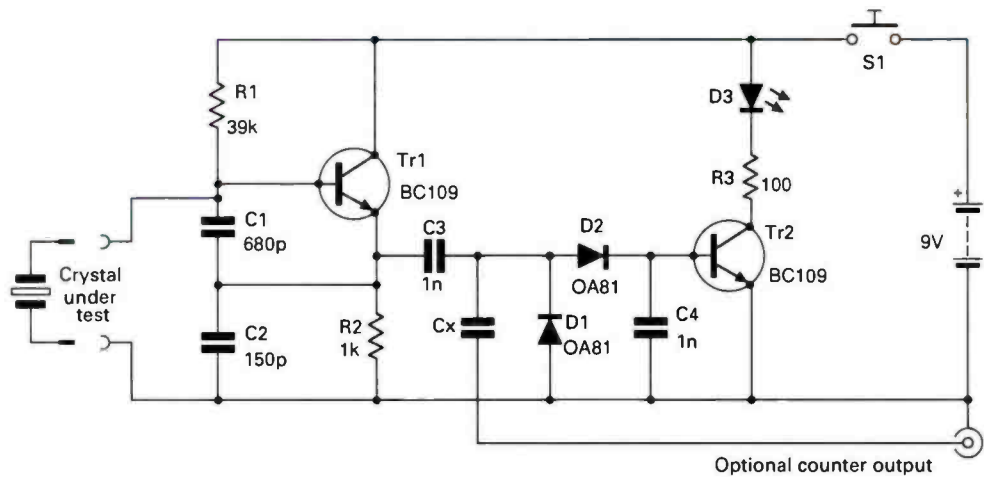 S1
R1
39k
D3
Tr1
BC109
R3
100
C1
680p
C3
1n
D2
OA81
Tr2
BC109
+
9V
Crystal
under
test
C2
150p
R2
1k
Cx
D1
OA81
C4
1n
Optional counter output